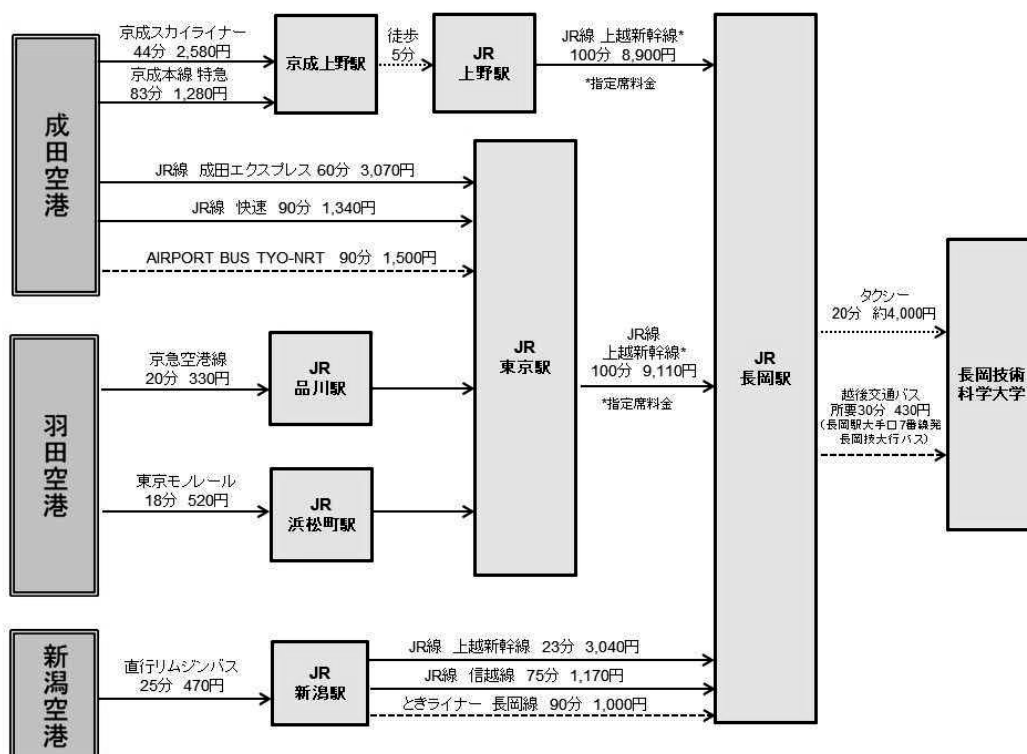 成田空港
京成スカイライナー
44分 2,580円
京成本線 特急
83分 1,280円
京成上野駅
徒歩
5分
JR
上野駅
JR線 上越新幹線*
100分 8,900円
*指定席料金
JR線 成田エクスプレス 60分 3,070円
JR線 快速 90分 1,340円
AIRPORT BUS TYO-NRT 90分 1,500円
羽田空港
京急空港線
20分 330円
JR
品川駅
東京モノレール
18分 520円
JR
浜松町駅
JR
東京駅
JR線
上越新幹線*
100分 9,110円
*指定席料金
新潟空港
直行リムジンバス
25分 470円
JR
新潟駅
JR線 上越新幹線 23分 3,040円
JR線 信越線 75分 1,170円
ときライナー 長岡線 90分 1,000円
JR
長岡駅
タクシー
20分 約4,000円
越後交通バス
所要30分 430円
(長岡駅大手口7番線発
長岡技大行バス)
長岡技術
科学大学